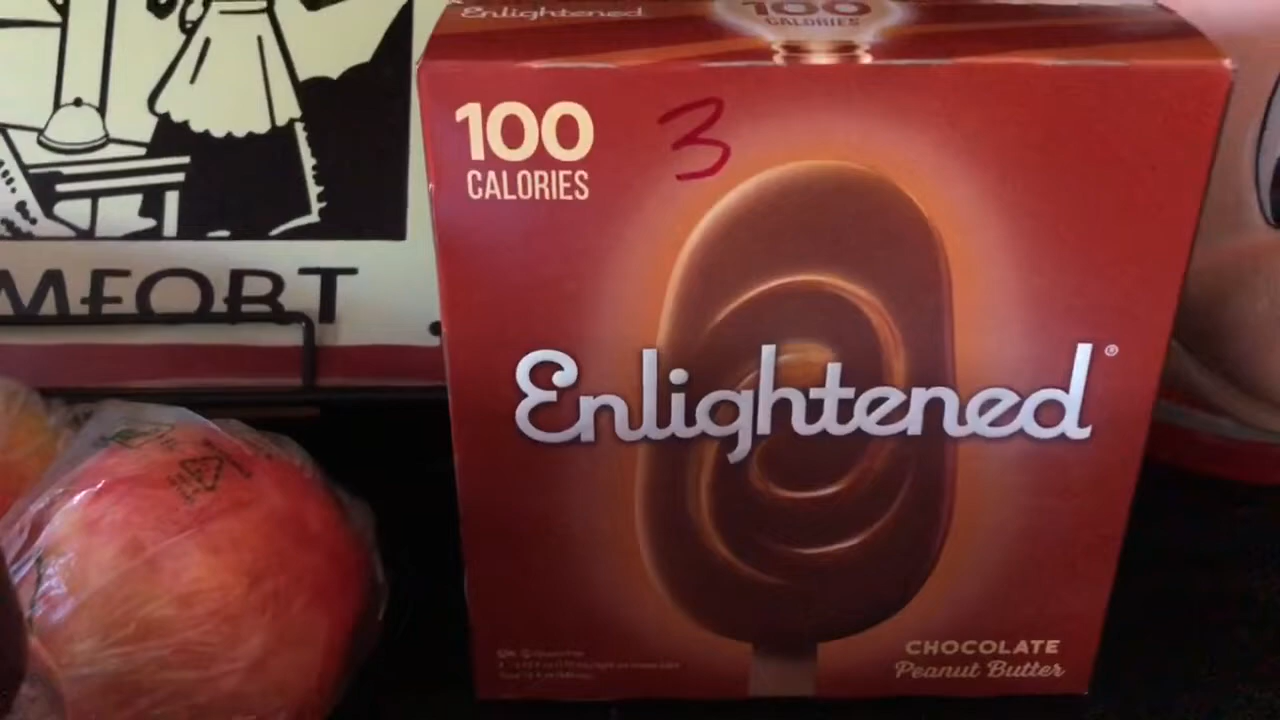 Enlightened
100
CALORIES
100
CALORIES
3
MFORT
Enlightened®
CHOCOLATE
Peanut Butter